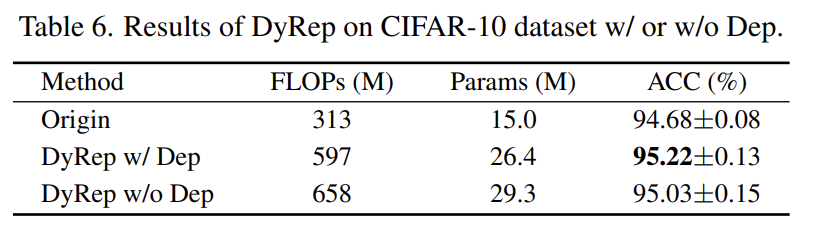 Table 6. Results of DyRep on CIFAR-10 dataset w/ or w/o Dep.
Method FLOPs (M) Params (M) ACC (%)
Origin 313 15.0 94.68±0.08
DyRep w/ Dep 597 26.4 95.22±0.13
DyRep w/o Dep 658 29.3 95.03±0.15